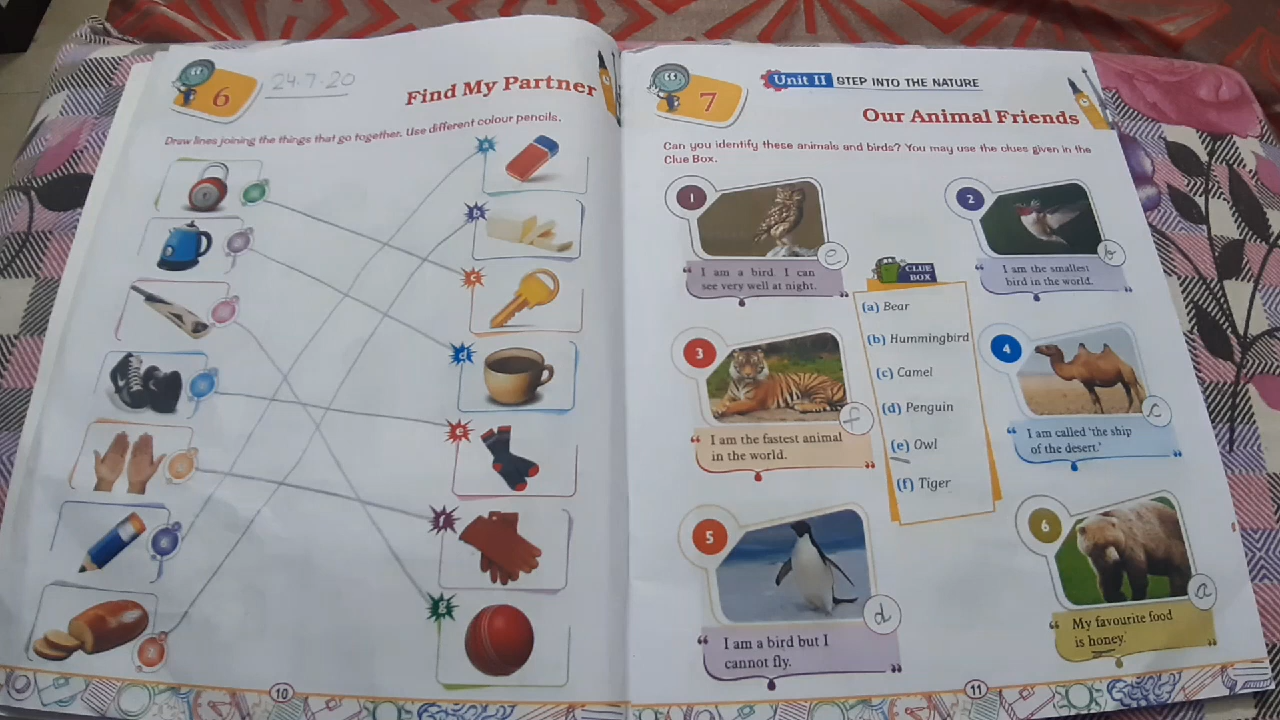 6
24.7.20
Find My Partner
Draw lines joining the things that go together. Use different colour pencils.
a
b
c
d
e
f
g
10
7
Unit II STEP INTO THE NATURE
Our Animal Friends
Can you identify these animals and birds? You may use the clues given in the
Clue Box.
1
e
“ I am a bird. I can
see very well at night. ”
2
b
“ I am the smallest
bird in the world. ”
CLUE
BOX
(a) Bear
(b) Hummingbird
(c) Camel
(d) Penguin
(e) Owl
(f) Tiger
3
f
“ I am the fastest animal
in the world. ”
4
c
“ I am called ‘the ship
of the desert.’ ”
5
d
“ I am a bird but I
cannot fly. ”
6
a
“ My favourite food
is honey. ”
11